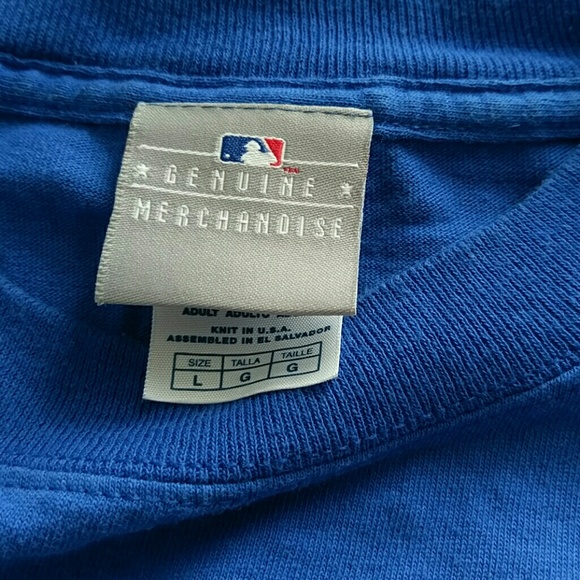 GENUINE
MERCHANDISE
ADULT ADULTO
KNIT IN U.S.A.
ASSEMBLED IN EL SALVADOR
SIZE TALLA TAILLE
L G G